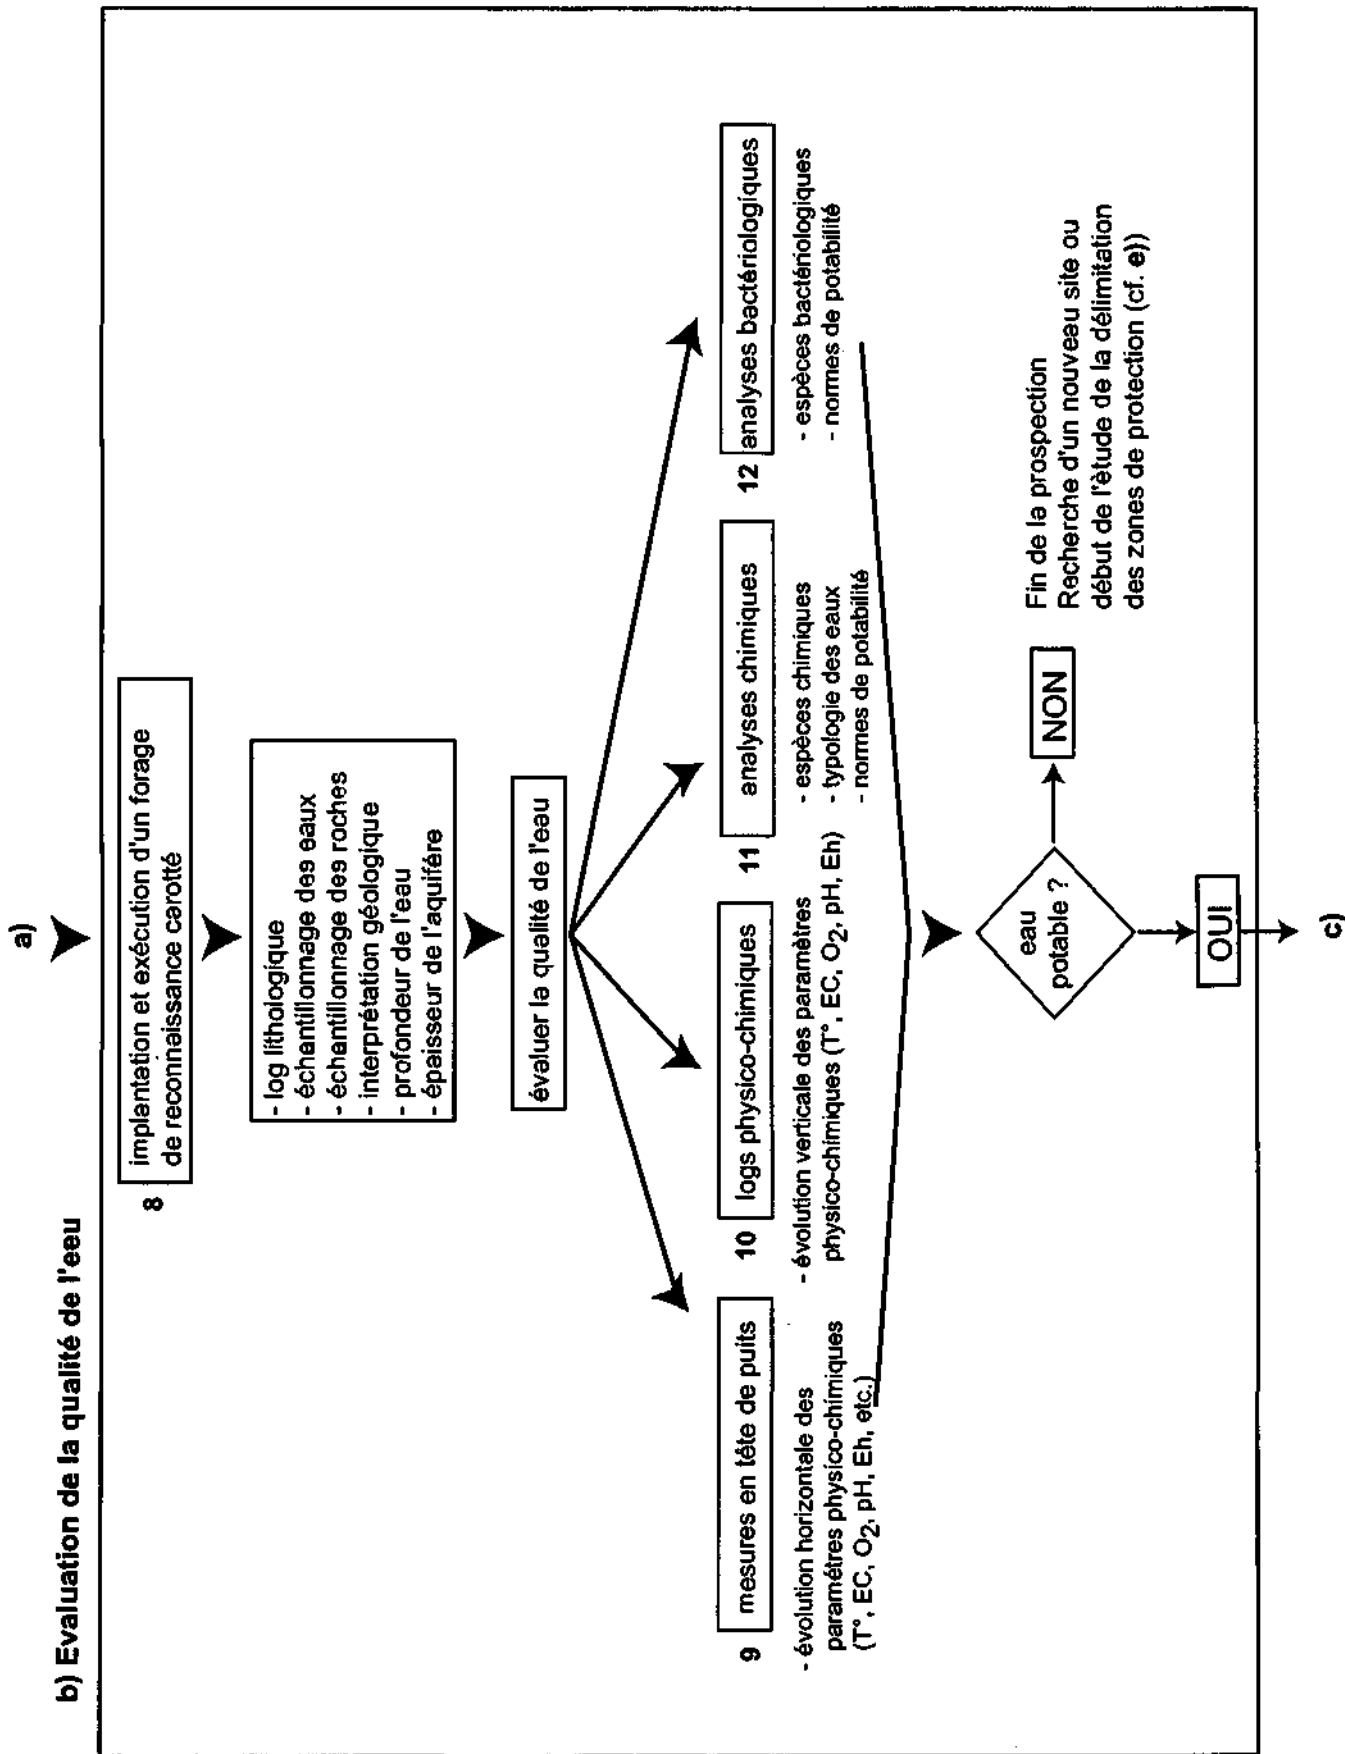 b) Evaluation de la qualité de l'eeu
a)
8
implantation et exécution d'un forage
de reconnaissance carotté
- log lithologique
- échantillonnage des eaux
- échantillonnage des roches
- interprétation géologique
- profondeur de l'eau
- épaisseur de l'aquifère
évaluer la qualité de l'eau
9
mesures en tête de puits
- évolution horizontale des
paramètres physico-chimiques
(T°, EC, O2, pH, Eh, etc.)
10
logs physico-chimiques
- évolution verticale des paramètres
physico-chimiques (T°, EC, O2, pH, Eh)
11
analyses chimiques
- espèces chimiques
- typologie des eaux
- normes de potabilité
12
analyses bactériologiques
- espèces bactériologiques
- normes de potabilité
eau
potable ?
NON
Fin de la prospection
Recherche d'un nouveau site ou
début de l'étude de la délimitation
des zones de protection (cf. e))
OUI
c)